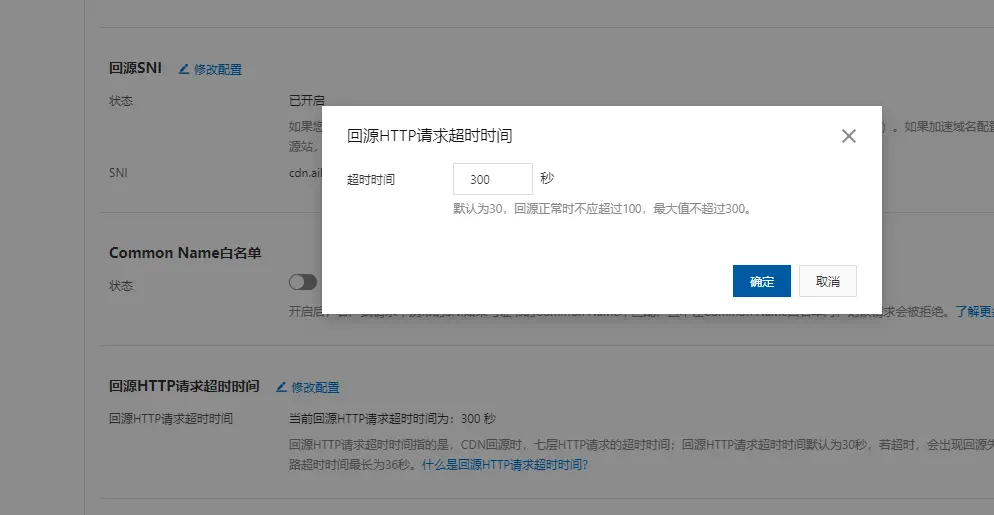 回源SNI 修改配置
状态 已开启
如果您
）。如果加速域名配置
源站，
SNI cdn.ail
回源HTTP请求超时时间
超时时间 300 秒
默认为30，回源正常时不应超过100，最大值不超过300。
确定 取消
Common Name白名单
状态
开启后，
请求会被拒绝。了解更多
回源HTTP请求超时时间 修改配置
回源HTTP请求超时时间 当前回源HTTP请求超时时间为：300 秒
回源HTTP请求超时时间指的是，CDN回源时，七层HTTP请求的超时时间；回源HTTP请求超时时间默认为30秒，若超时，会出现回源失
路超时时间最长为36秒。什么是回源HTTP请求超时时间?